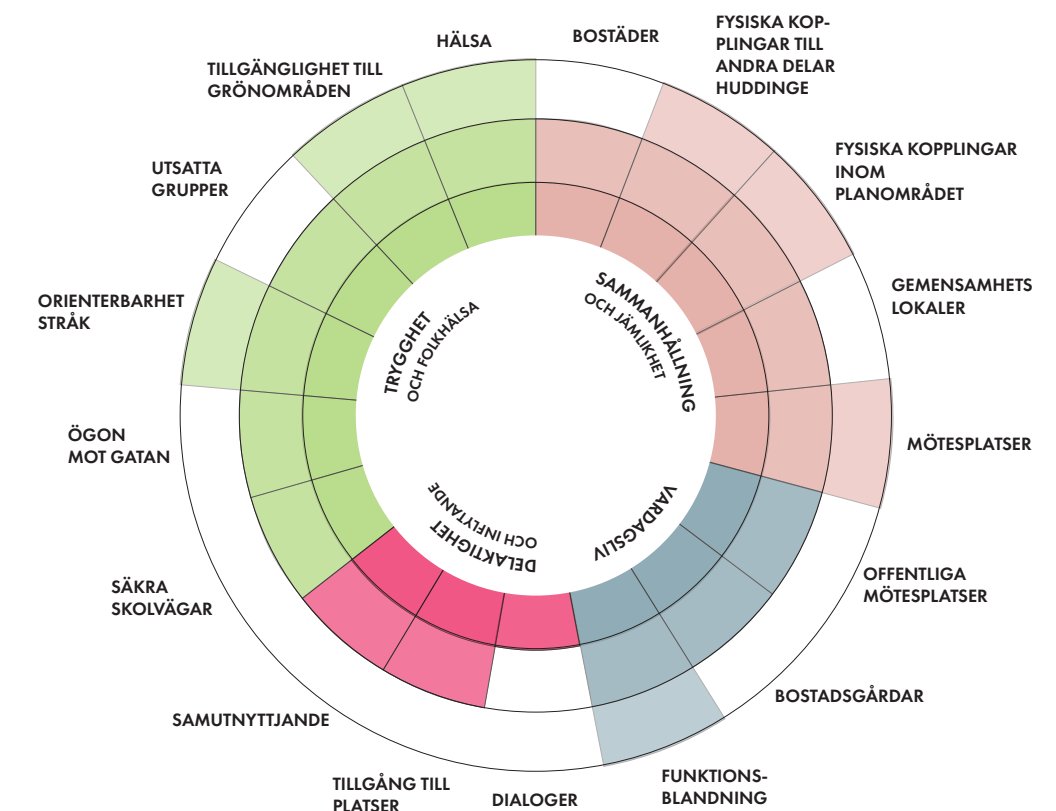 HÄLSA
BOSTÄDER
FYSISKA KOP-
PLINGAR TILL
ANDRA DELAR
HUDDINGE
FYSISKA KOPPLINGAR
INOM
PLANOMRÅDET
GEMENSAMHETS
LOKALER
MÖTESPLATSER
OFFENTLIGA
MÖTESPLATSER
BOSTADSGÅRDAR
FUNKTIONS-
BLANDNING
DIALOGER
TILLGÅNG TILL
PLATSER
SAMUTNYTTJANDE
SÄKRA
SKOLVÄGAR
ÖGON
MOT GATAN
ORIENTERBARHET
STRÅK
UTSATTA
GRUPPER
TILLGÄNGLIGHET TILL
GRÖNOMRÅDEN
SAMMANHÅLLNING
OCH JÄMLIKHET
VARDAGSLIV
DELAKTIGHET
OCH INFLYTANDE
TRYGGHET
OCH FOLKHÄLSA